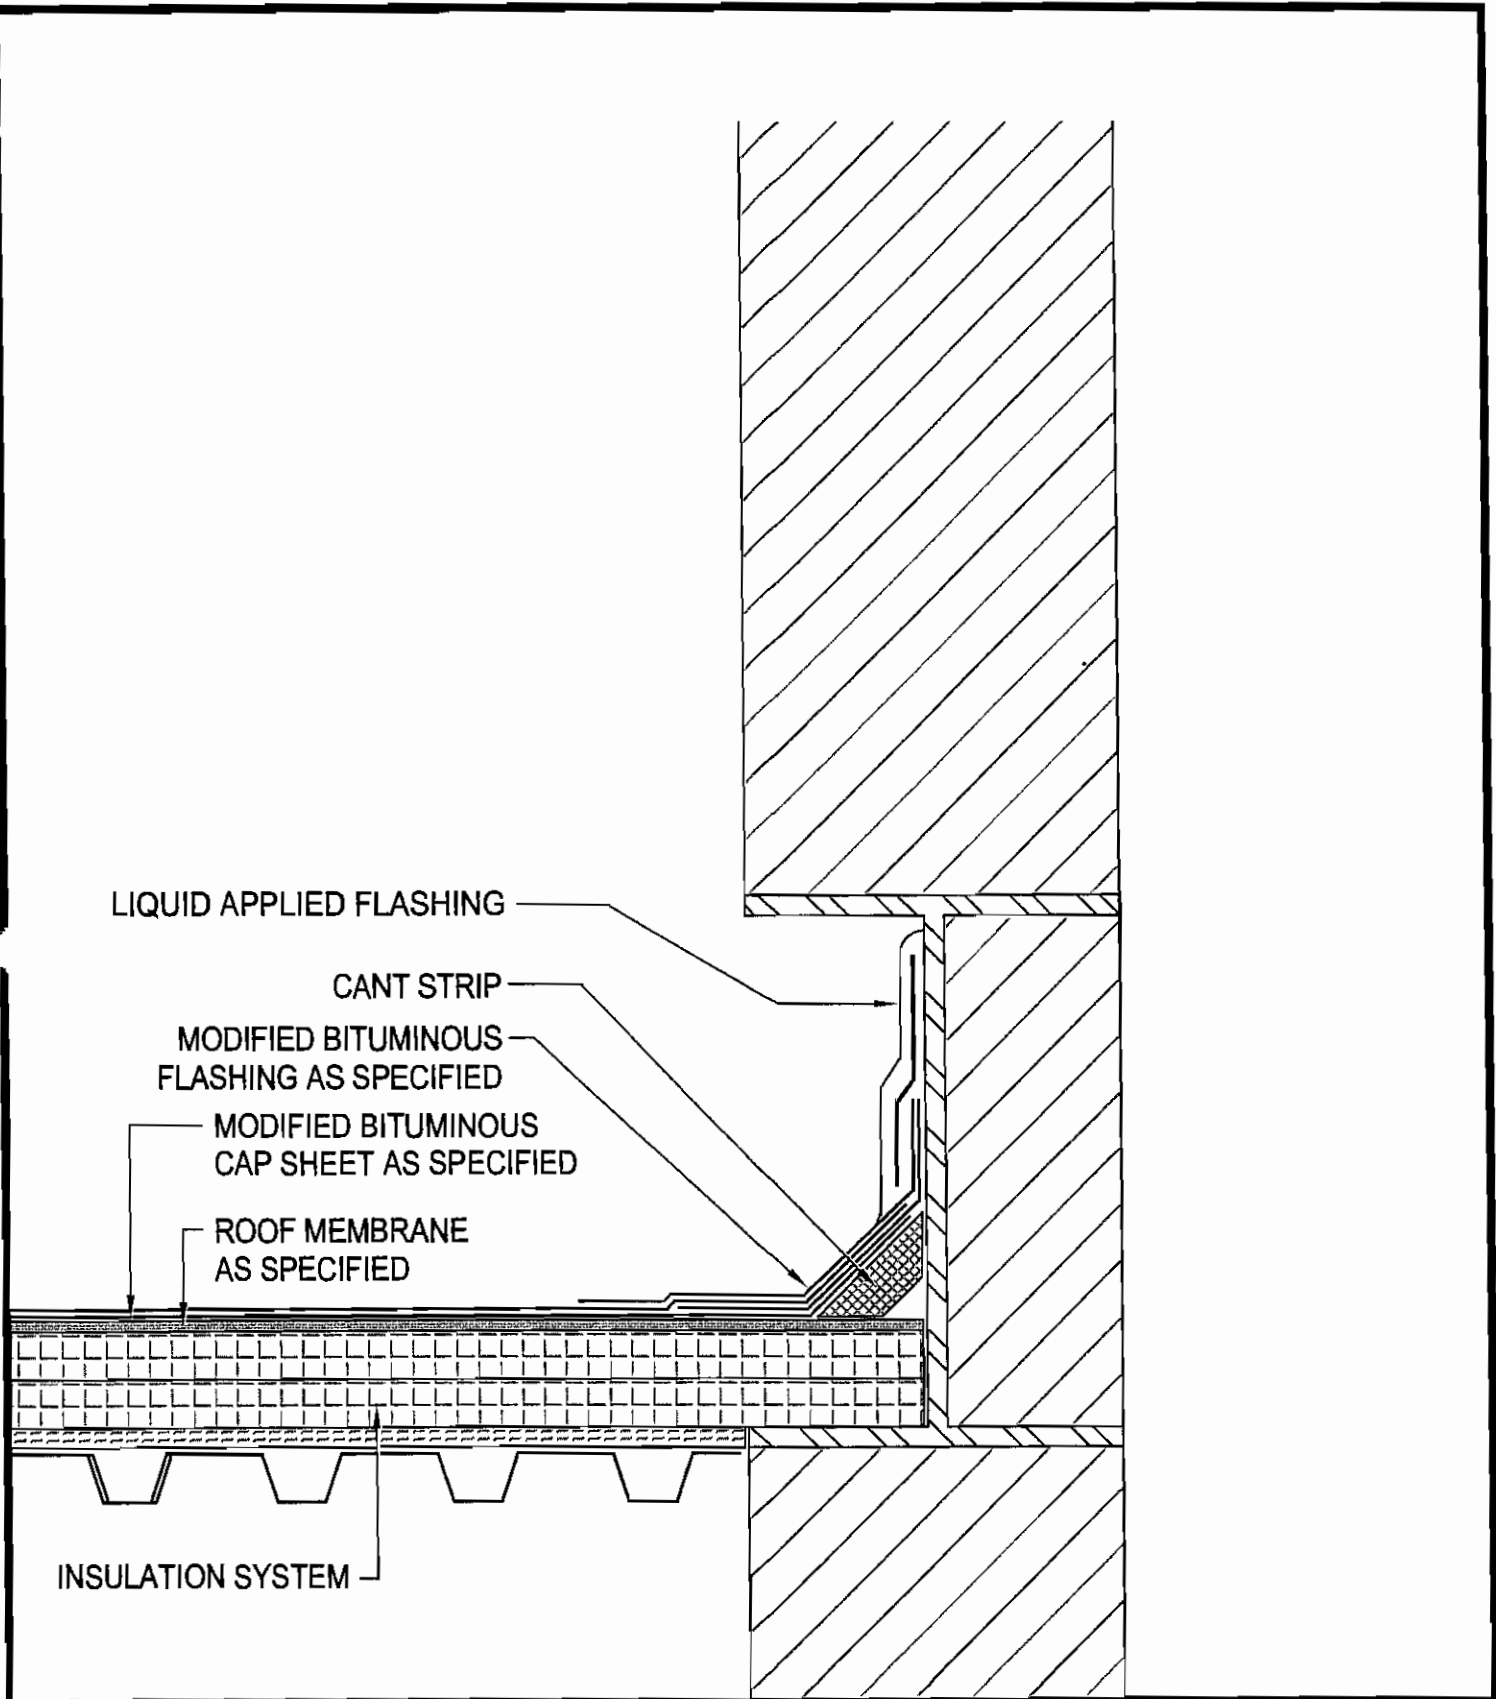 LIQUID APPLIED FLASHING
CANT STRIP
MODIFIED BITUMINOUS
FLASHING AS SPECIFIED
MODIFIED BITUMINOUS
CAP SHEET AS SPECIFIED
ROOF MEMBRANE
AS SPECIFIED
INSULATION SYSTEM